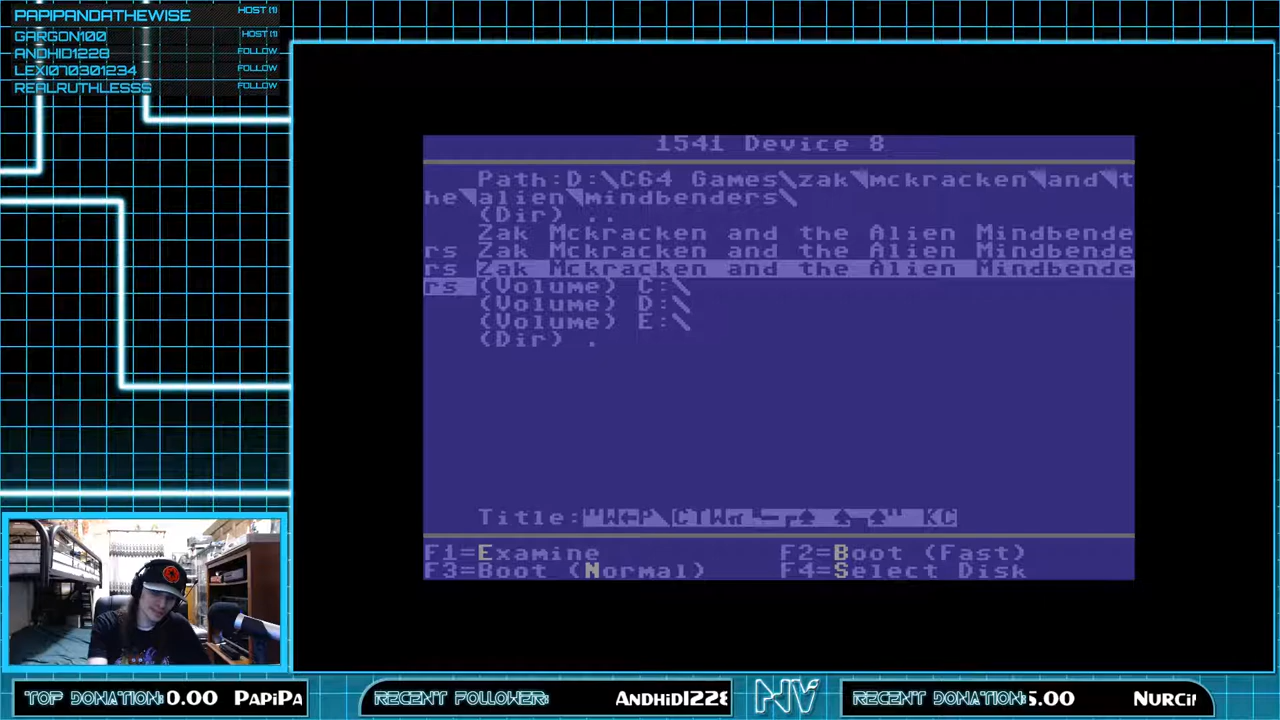 PAPIPANDATHEWISE HOST (1)
GARGON100 HOST (1)
ANDHID1228 FOLLOW
LEXI070301234 FOLLOW
REALRUTHLESSS FOLLOW
1541 Device 8
Path:D:\C64 Games\zak mckracken and t
he alien mindbenders\
(Dir) ..
Zak Mckracken and the Alien Mindbende
rs Zak Mckracken and the Alien Mindbende
rs Zak Mckracken and the Alien Mindbende
rs (Volume) C:\
(Volume) D:\
(Volume) E:\
(Dir) .
Title:
F1=Examine F2=Boot (Fast)
F3=Boot (Normal) F4=Select Disk
TOP DONATION: 0.00 PAPIPA
RECENT FOLLOWER: ANDHID1228
NV
RECENT DONATION: 5.00 NURCI